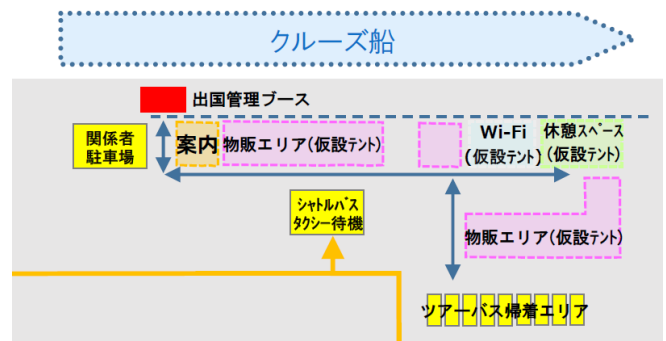 クルーズ船
出国管理ブース
関係者
駐車場
案内
物販エリア(仮設テント)
Wi-Fi
(仮設テント)
休憩スペース
(仮設テント)
シャトルバス
タクシー待機
物販エリア(仮設テント)
ツアーバス帰着エリア